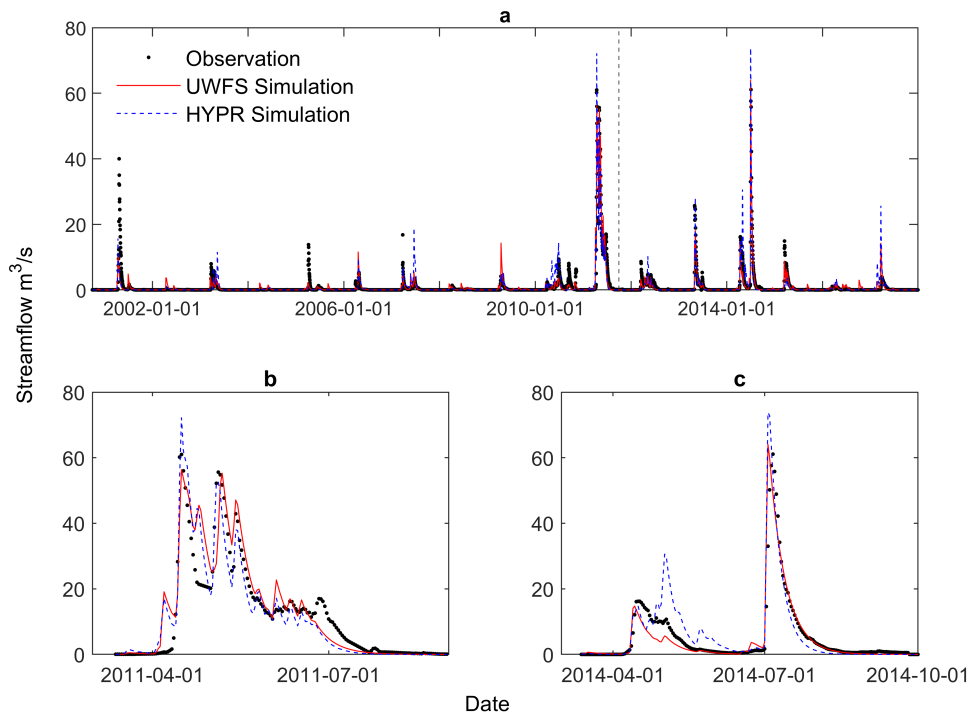 a
80
60
40
20
0
Observation
UWFS Simulation
HYPR Simulation
2002-01-01 2006-01-01 2010-01-01 2014-01-01
Streamflow m³/s
b
80
60
40
20
0
2011-04-01 2011-07-01
c
80
60
40
20
0
2014-04-01 2014-07-01 2014-10-01
Date